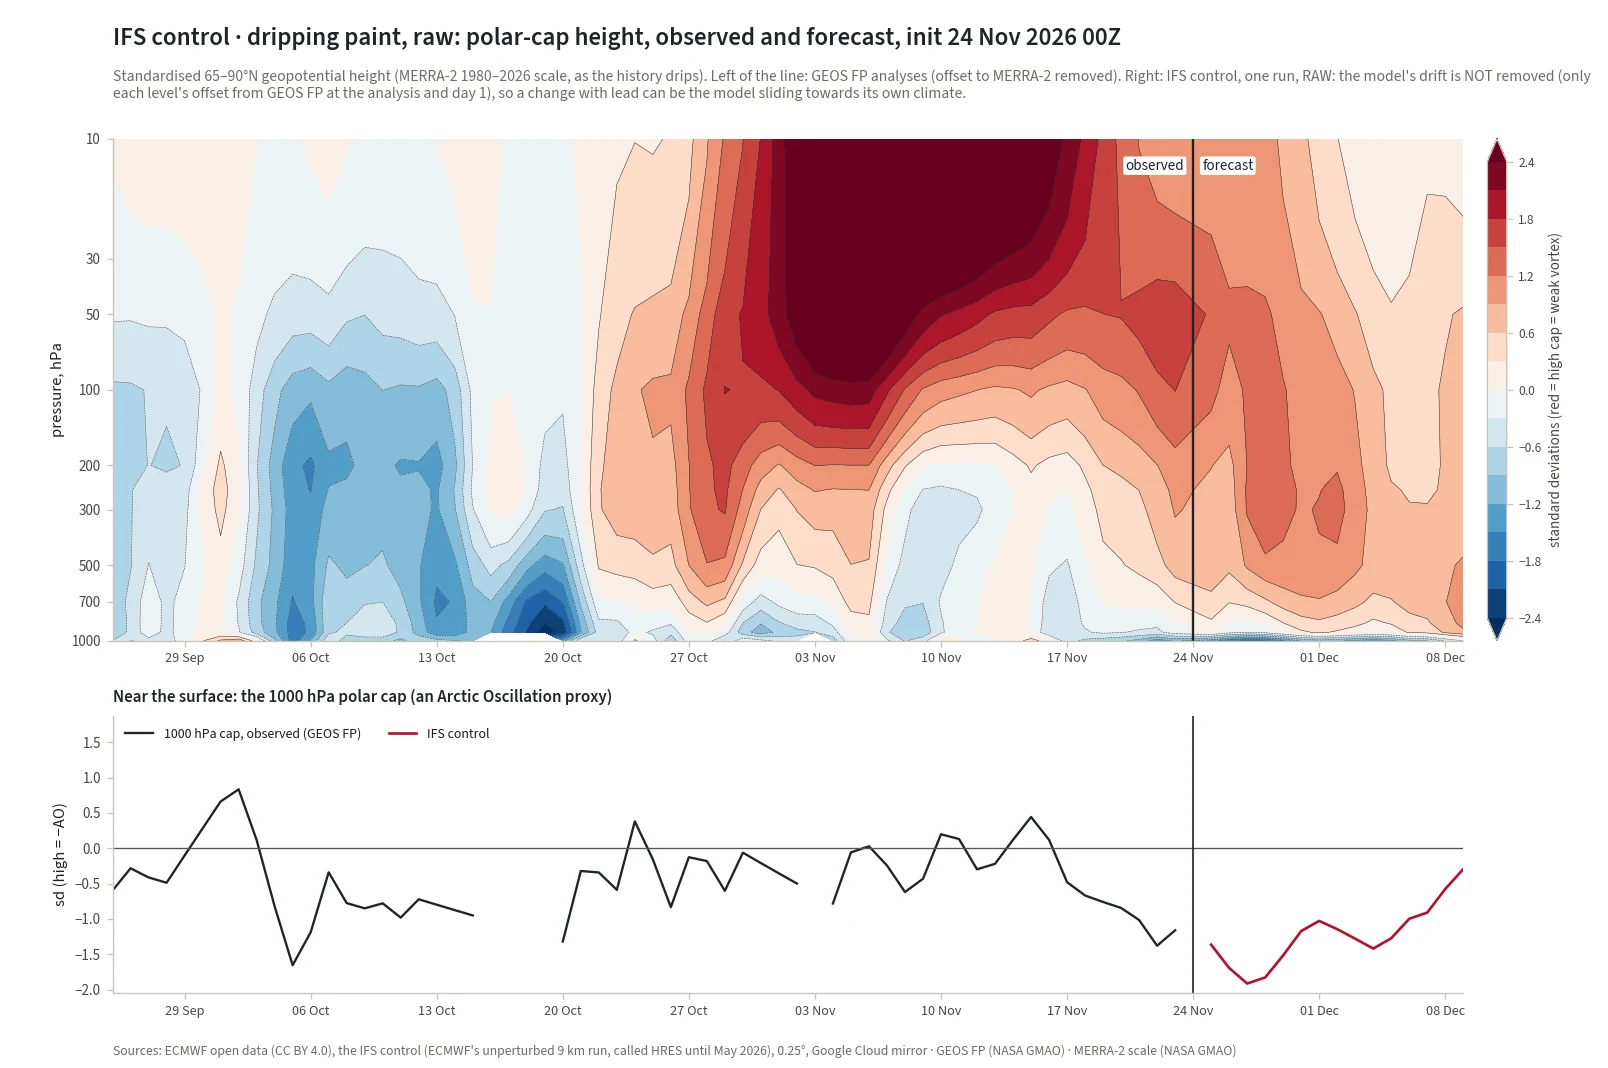 IFS control · dripping paint, raw: polar-cap height, observed and forecast, init 24 Nov 2026 00Z
Standardised 65–90°N geopotential height (MERRA-2 1980–2026 scale, as the history drips). Left of the line: GEOS FP analyses (offset to MERRA-2 removed). Right: IFS control, one run, RAW: the model's drift is NOT removed (only
each level's offset from GEOS FP at the analysis and day 1), so a change with lead can be the model sliding towards its own climate.
pressure, hPa
10
30
50
100
200
300
500
700
1000
observed
forecast
29 Sep
06 Oct
13 Oct
20 Oct
27 Oct
03 Nov
10 Nov
17 Nov
24 Nov
01 Dec
08 Dec
2.4
1.8
1.2
0.6
0.0
−0.6
−1.2
−1.8
−2.4
standard deviations (red = high cap = weak vortex)
Near the surface: the 1000 hPa polar cap (an Arctic Oscillation proxy)
1000 hPa cap, observed (GEOS FP)
IFS control
sd (high = −AO)
1.5
1.0
0.5
0.0
−0.5
−1.0
−1.5
−2.0
29 Sep
06 Oct
13 Oct
20 Oct
27 Oct
03 Nov
10 Nov
17 Nov
24 Nov
01 Dec
08 Dec
Sources: ECMWF open data (CC BY 4.0), the IFS control (ECMWF's unperturbed 9 km run, called HRES until May 2026), 0.25°, Google Cloud mirror · GEOS FP (NASA GMAO) · MERRA-2 scale (NASA GMAO)